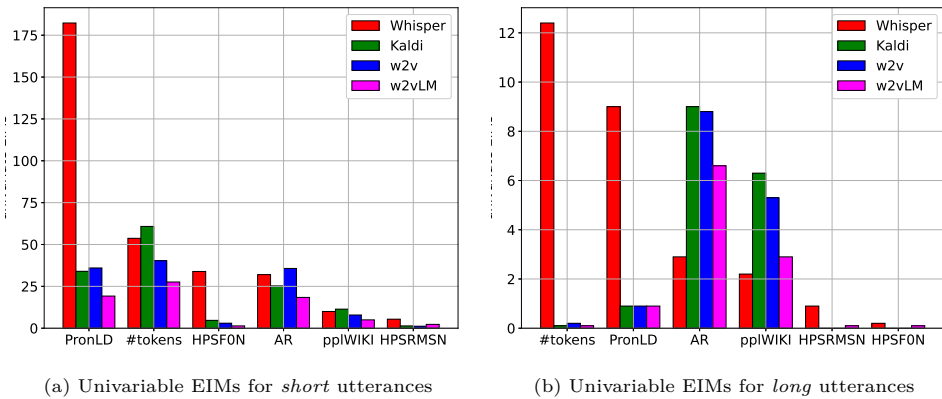 175
150
125
100
75
50
25
0
Whisper
Kaldi
w2v
w2vLM
PronLD #tokens HPSF0N AR pplWIKI HPSRMSN
(a) Univariable EIMs for short utterances
12
10
8
6
4
2
0
Whisper
Kaldi
w2v
w2vLM
#tokens PronLD AR pplWIKI HPSRMSN HPSF0N
(b) Univariable EIMs for long utterances